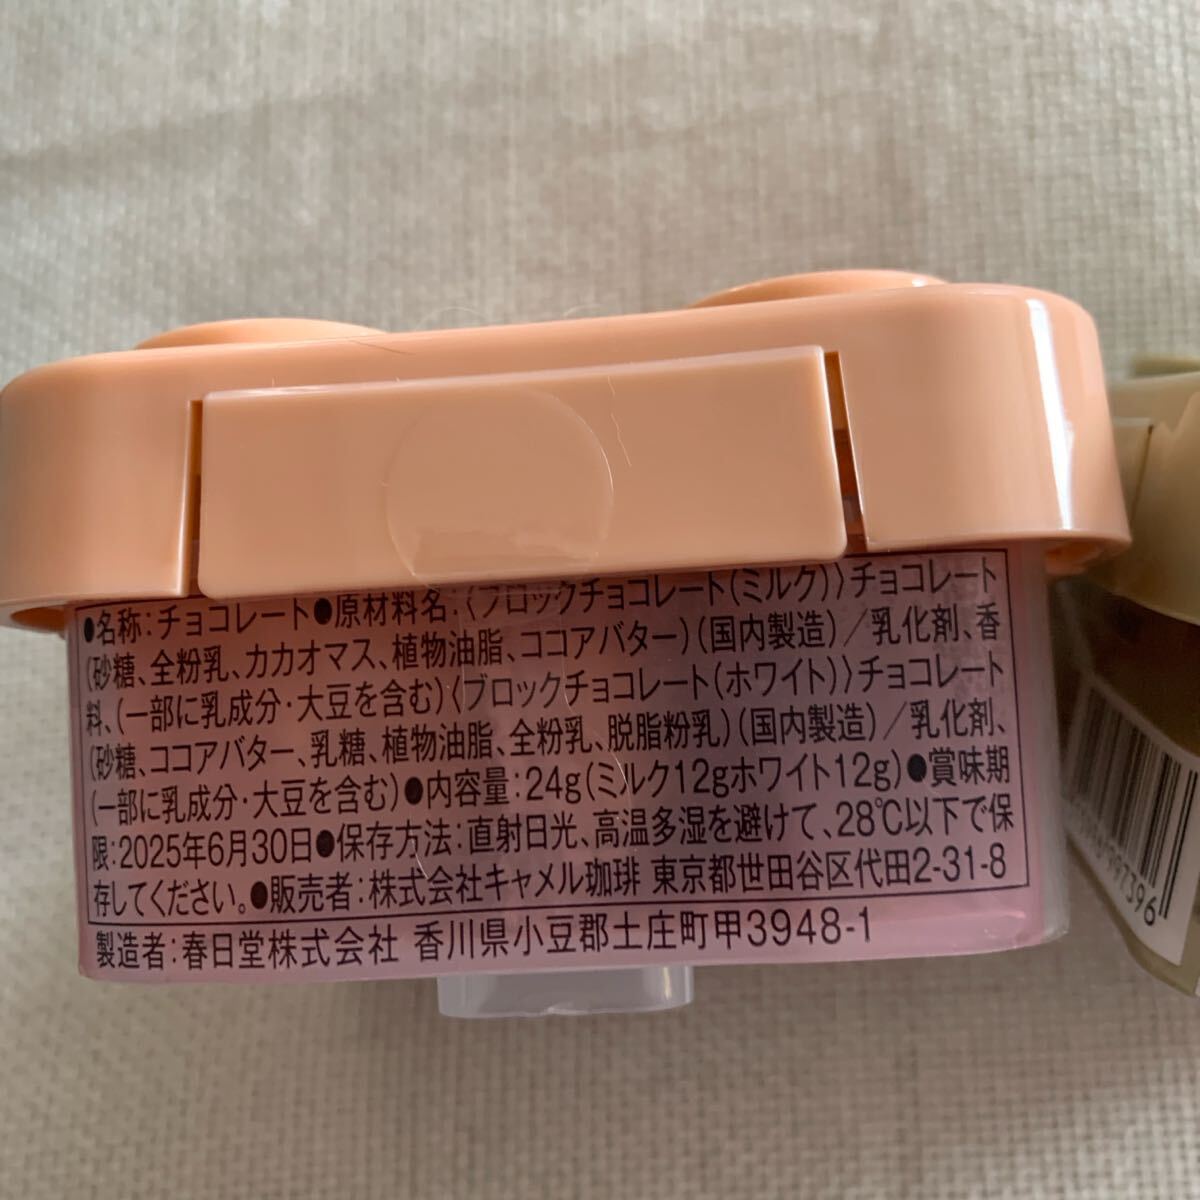 ●名称:チョコレート●原材料名:〈ブロックチョコレート(ミルク)〉チョコレート
(砂糖、全粉乳、カカオマス、植物油脂、ココアバター)(国内製造)／乳化剤、香
料、(一部に乳成分・大豆を含む)〈ブロックチョコレート(ホワイト)〉チョコレート
(砂糖、ココアバター、乳糖、植物油脂、全粉乳、脱脂粉乳)(国内製造)／乳化剤、
(一部に乳成分・大豆を含む)●内容量:24g(ミルク12gホワイト12g)●賞味期
限:2025年6月30日●保存方法:直射日光、高温多湿を避けて、28℃以下で保
存してください。●販売者:株式会社キャメル珈琲 東京都世田谷区代田2-31-8
製造者:春日堂株式会社 香川県小豆郡土庄町甲3948-1